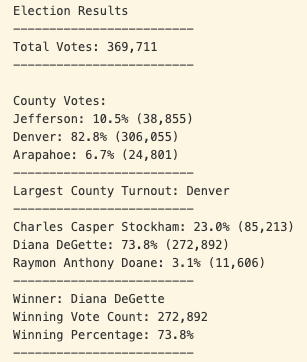 Election Results
-------------------------
Total Votes: 369,711
-------------------------
County Votes:
Jefferson: 10.5% (38,855)
Denver: 82.8% (306,055)
Arapahoe: 6.7% (24,801)
-------------------------
Largest County Turnout: Denver
-------------------------
Charles Casper Stockham: 23.0% (85,213)
Diana DeGette: 73.8% (272,892)
Raymon Anthony Doane: 3.1% (11,606)
-------------------------
Winner: Diana DeGette
Winning Vote Count: 272,892
Winning Percentage: 73.8%
-------------------------